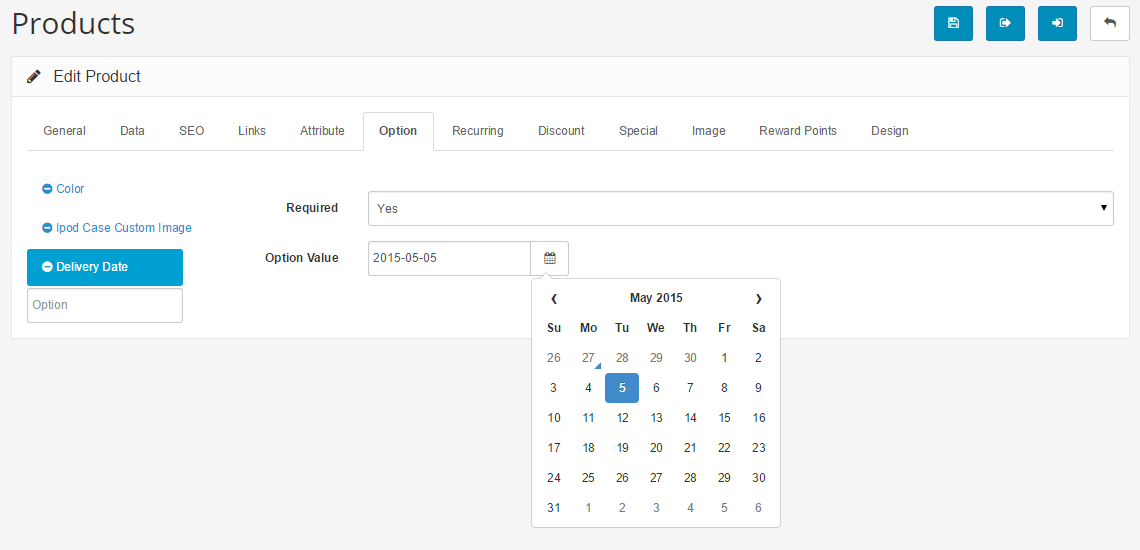 Products
Edit Product
General Data SEO Links Attribute Option Recurring Discount Special Image Reward Points Design
Color
Required Yes
Ipod Case Custom Image
Option Value 2015-05-05
Delivery Date
Option
‹ May 2015 ›
Su Mo Tu We Th Fr Sa
26 27 28 29 30 1 2
3 4 5 6 7 8 9
10 11 12 13 14 15 16
17 18 19 20 21 22 23
24 25 26 27 28 29 30
31 1 2 3 4 5 6